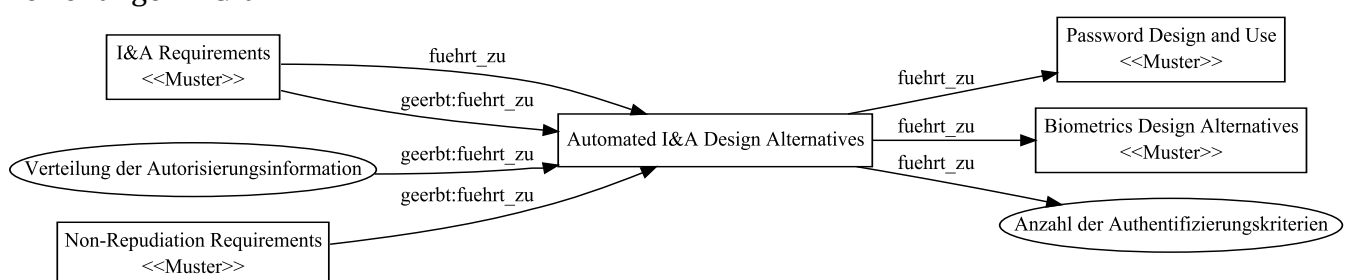 I&A Requirements
<<Muster>>
fuehrt_zu
geerbt:fuehrt_zu
Verteilung der Autorisierungsinformation
geerbt:fuehrt_zu
Non-Repudiation Requirements
<<Muster>>
geerbt:fuehrt_zu
Automated I&A Design Alternatives
fuehrt_zu
Password Design and Use
<<Muster>>
fuehrt_zu
Biometrics Design Alternatives
<<Muster>>
fuehrt_zu
Anzahl der Authentifizierungskriterien